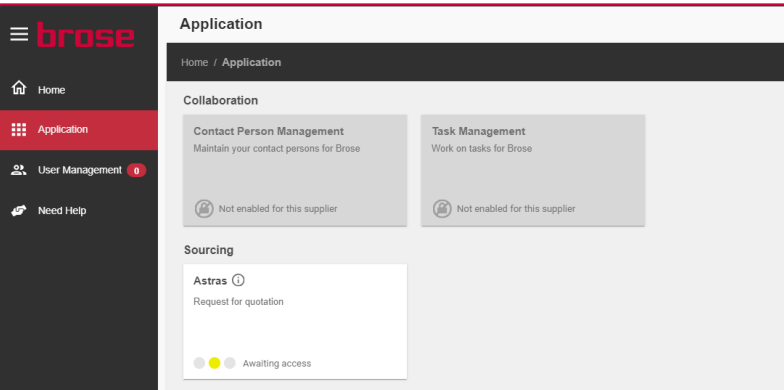 brose
Application
Home / Application
Home
Application
User Management 0
Need Help
Collaboration
Contact Person Management
Maintain your contact persons for Brose
Not enabled for this supplier
Task Management
Work on tasks for Brose
Not enabled for this supplier
Sourcing
Astras
Request for quotation
Awaiting access